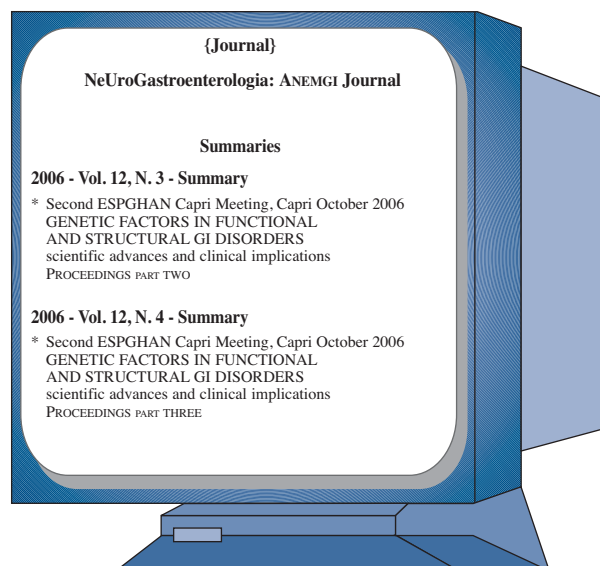 {Journal}
NeUroGastroenterologia: ANEMGI Journal
Summaries
2006 - Vol. 12, N. 3 - Summary
* Second ESPGHAN Capri Meeting, Capri October 2006
GENETIC FACTORS IN FUNCTIONAL
AND STRUCTURAL GI DISORDERS
scientific advances and clinical implications
PROCEEDINGS PART TWO
2006 - Vol. 12, N. 4 - Summary
* Second ESPGHAN Capri Meeting, Capri October 2006
GENETIC FACTORS IN FUNCTIONAL
AND STRUCTURAL GI DISORDERS
scientific advances and clinical implications
PROCEEDINGS PART THREE